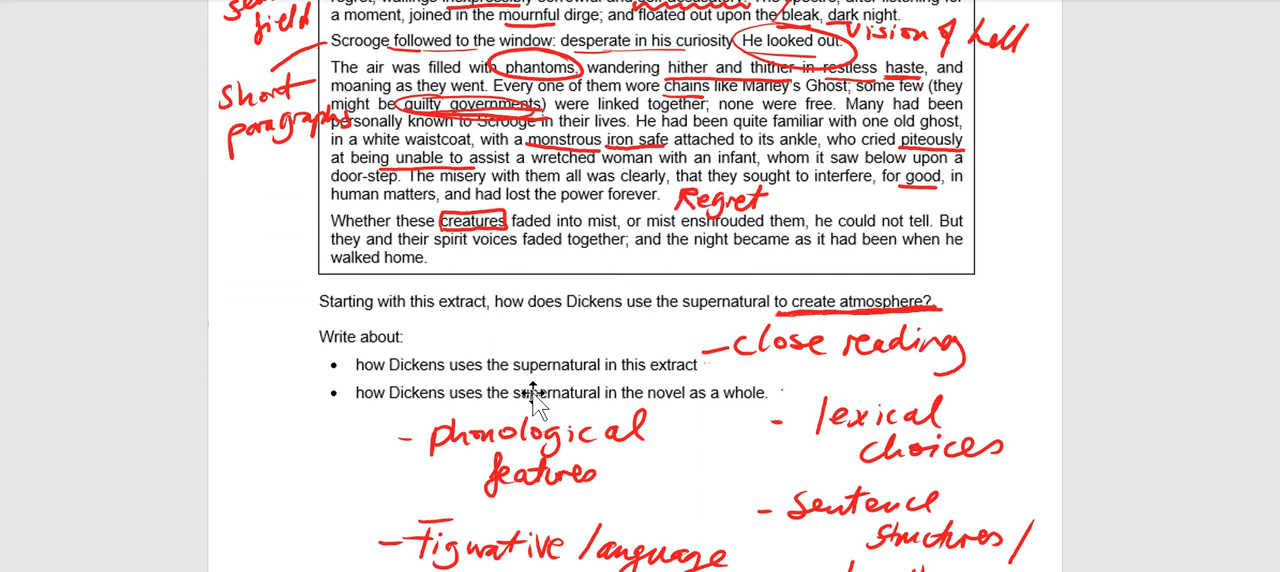 a moment, joined in the mournful dirge; and floated out upon the bleak, dark night.
field
vision of hell
Scrooge followed to the window: desperate in his curiosity. He looked out.
The air was filled with phantoms, wandering hither and thither in restless haste, and
moaning as they went. Every one of them wore chains like Marley's Ghost; some few (they
short
might be guilty governments) were linked together; none were free. Many had been
paragraphs
personally known to Scrooge in their lives. He had been quite familiar with one old ghost,
in a white waistcoat, with a monstrous iron safe attached to its ankle, who cried piteously
at being unable to assist a wretched woman with an infant, whom it saw below upon a
door-step. The misery with them all was clearly, that they sought to interfere, for good, in
human matters, and had lost the power forever.
Regret
Whether these creatures faded into mist, or mist enshrouded them, he could not tell. But
they and their spirit voices faded together; and the night became as it had been when he
walked home.
Starting with this extract, how does Dickens use the supernatural to create atmosphere?
Write about:
– close reading
• how Dickens uses the supernatural in this extract
• how Dickens uses the supernatural in the novel as a whole.
- phonological
features
- lexical
choices
- sentence
structures /
- Figurative language